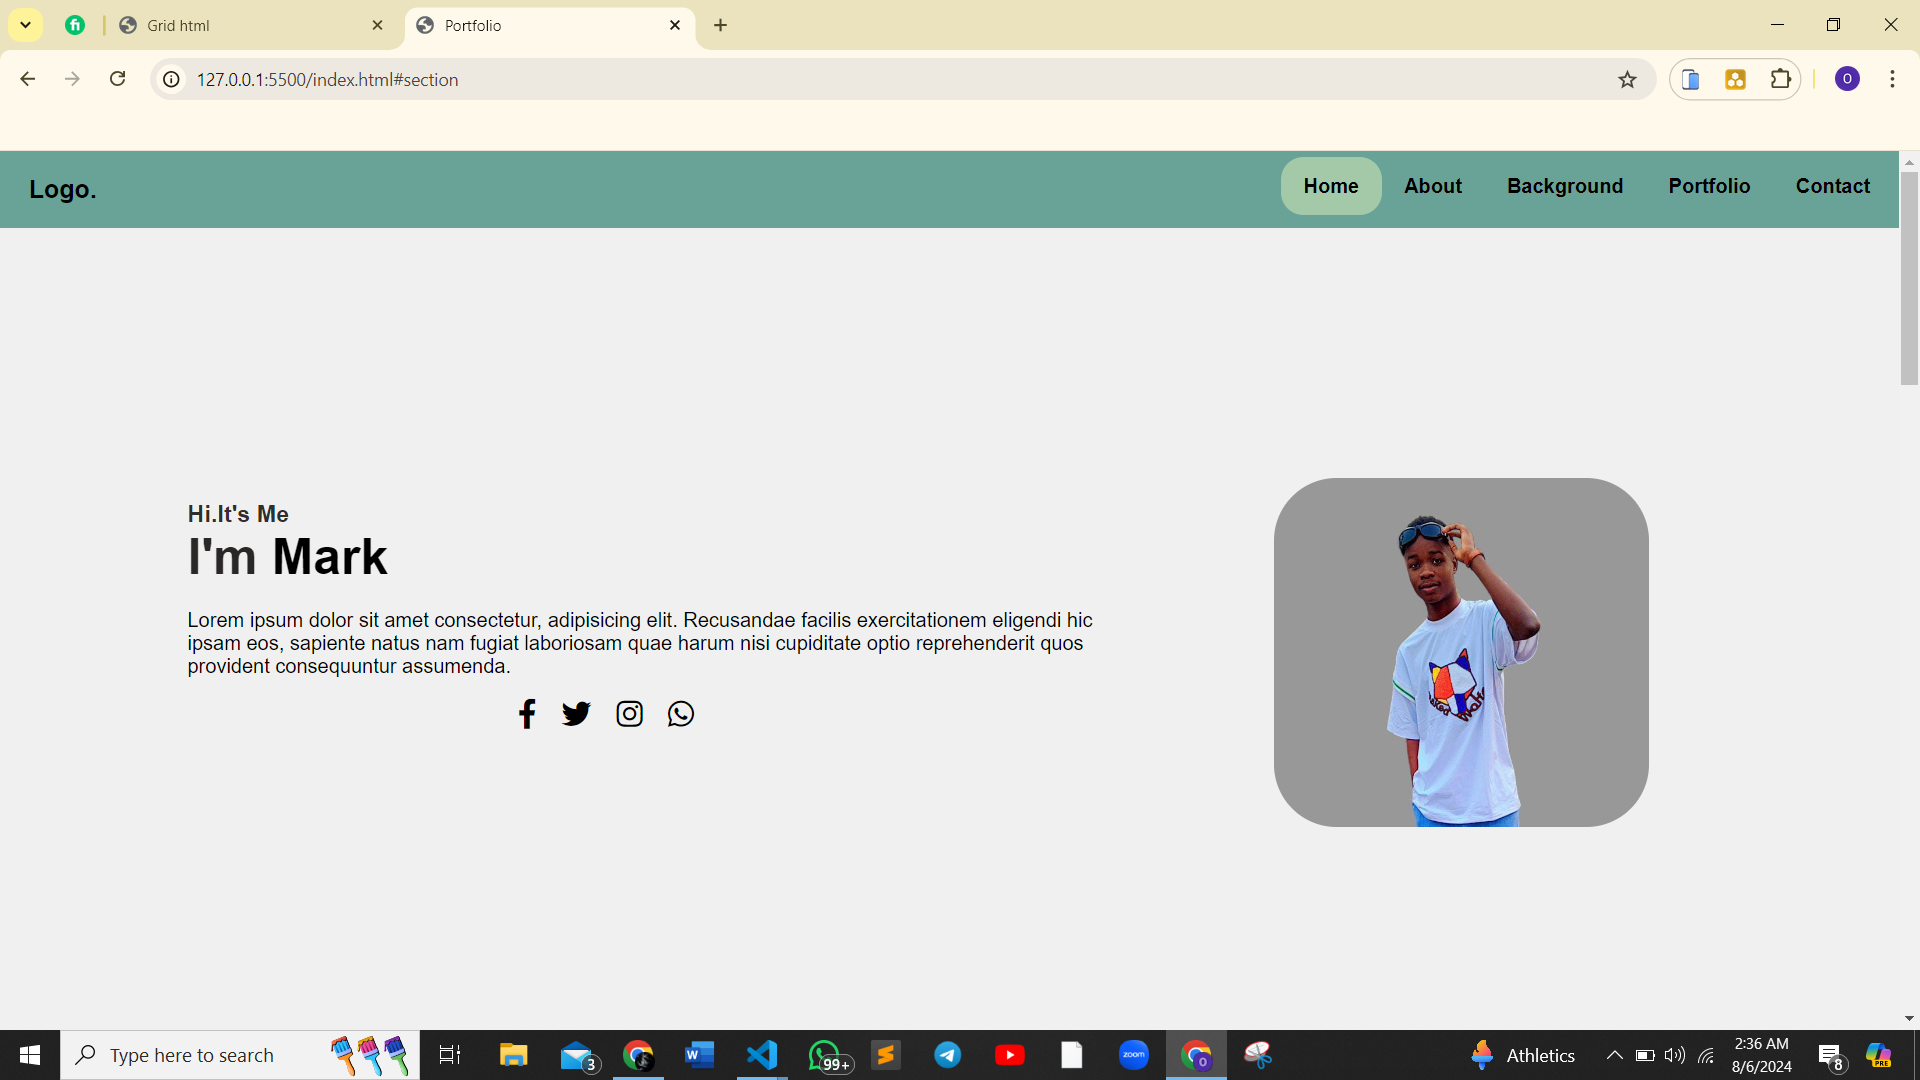 Grid html
Portfolio
127.0.0.1:5500/index.html#section
O
Logo.
Home
About
Background
Portfolio
Contact
Hi.It's Me
I'm Mark
Lorem ipsum dolor sit amet consectetur, adipisicing elit. Recusandae facilis exercitationem eligendi hic
ipsam eos, sapiente natus nam fugiat laboriosam quae harum nisi cupiditate optio reprehenderit quos
provident consequuntur assumenda.
Type here to search
3
W
99+
zoom
O
Athletics
2:36 AM
8/6/2024
8
PRE